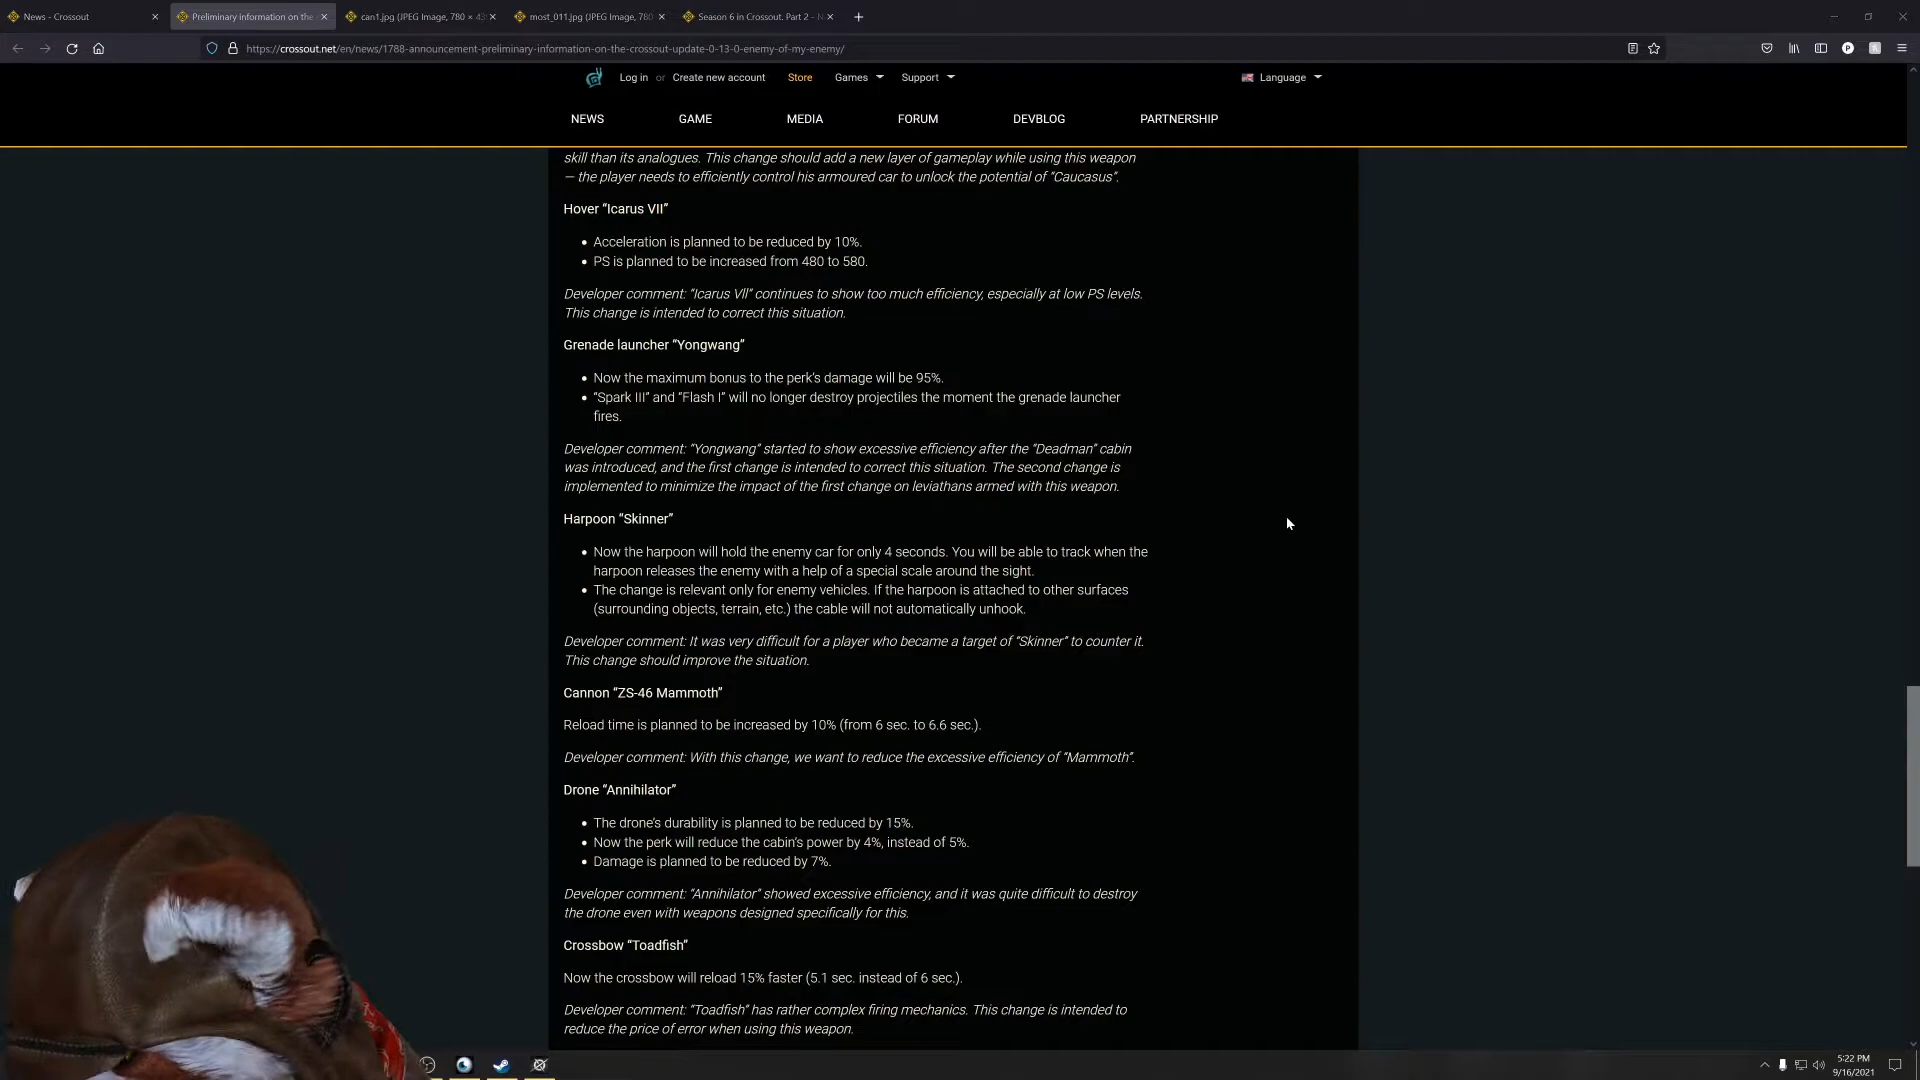 News - Crossout
Preliminary information on the
can1.jpg (JPEG Image, 780 × 43
most_011.jpg (JPEG Image, 780
Season 6 in Crossout. Part 2 - N
https://crossout.net/en/news/1788-announcement-preliminary-information-on-the-crossout-update-0-13-0-enemy-of-my-enemy/
Log in or Create new account Store Games Support Language
NEWS GAME MEDIA FORUM DEVBLOG PARTNERSHIP
skill than its analogues. This change should add a new layer of gameplay while using this weapon
— the player needs to efficiently control his armoured car to unlock the potential of “Caucasus”.
Hover “Icarus VII”
• Acceleration is planned to be reduced by 10%.
• PS is planned to be increased from 480 to 580.
Developer comment: “Icarus VII” continues to show too much efficiency, especially at low PS levels.
This change is intended to correct this situation.
Grenade launcher “Yongwang”
• Now the maximum bonus to the perk’s damage will be 95%.
• “Spark III” and “Flash I” will no longer destroy projectiles the moment the grenade launcher
fires.
Developer comment: “Yongwang” started to show excessive efficiency after the “Deadman” cabin
was introduced, and the first change is intended to correct this situation. The second change is
implemented to minimize the impact of the first change on leviathans armed with this weapon.
Harpoon “Skinner”
• Now the harpoon will hold the enemy car for only 4 seconds. You will be able to track when the
harpoon releases the enemy with a help of a special scale around the sight.
• The change is relevant only for enemy vehicles. If the harpoon is attached to other surfaces
(surrounding objects, terrain, etc.) the cable will not automatically unhook.
Developer comment: It was very difficult for a player who became a target of “Skinner” to counter it.
This change should improve the situation.
Cannon “ZS-46 Mammoth”
Reload time is planned to be increased by 10% (from 6 sec. to 6.6 sec.).
Developer comment: With this change, we want to reduce the excessive efficiency of “Mammoth”.
Drone “Annihilator”
• The drone’s durability is planned to be reduced by 15%.
• Now the perk will reduce the cabin’s power by 4%, instead of 5%.
• Damage is planned to be reduced by 7%.
Developer comment: “Annihilator” showed excessive efficiency, and it was quite difficult to destroy
the drone even with weapons designed specifically for this.
Crossbow “Toadfish”
Now the crossbow will reload 15% faster (5.1 sec. instead of 6 sec.).
Developer comment: “Toadfish” has rather complex firing mechanics. This change is intended to
reduce the price of error when using this weapon.
5:22 PM
9/16/2021